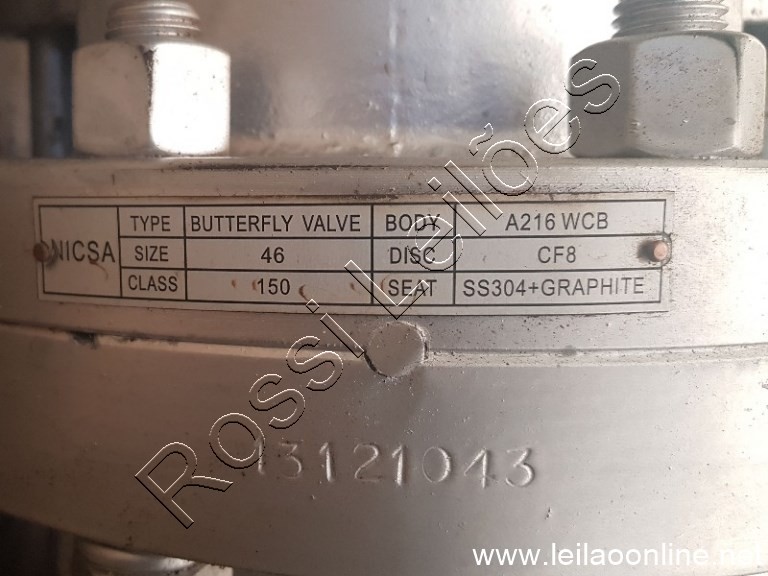 NICSA
TYPE BUTTERFLY VALVE BODY A216 WCB
SIZE 46 DISC CF8
CLASS 150 SEAT SS304+GRAPHITE
13121043
Rossi Leilões
www.leilaoonline.net